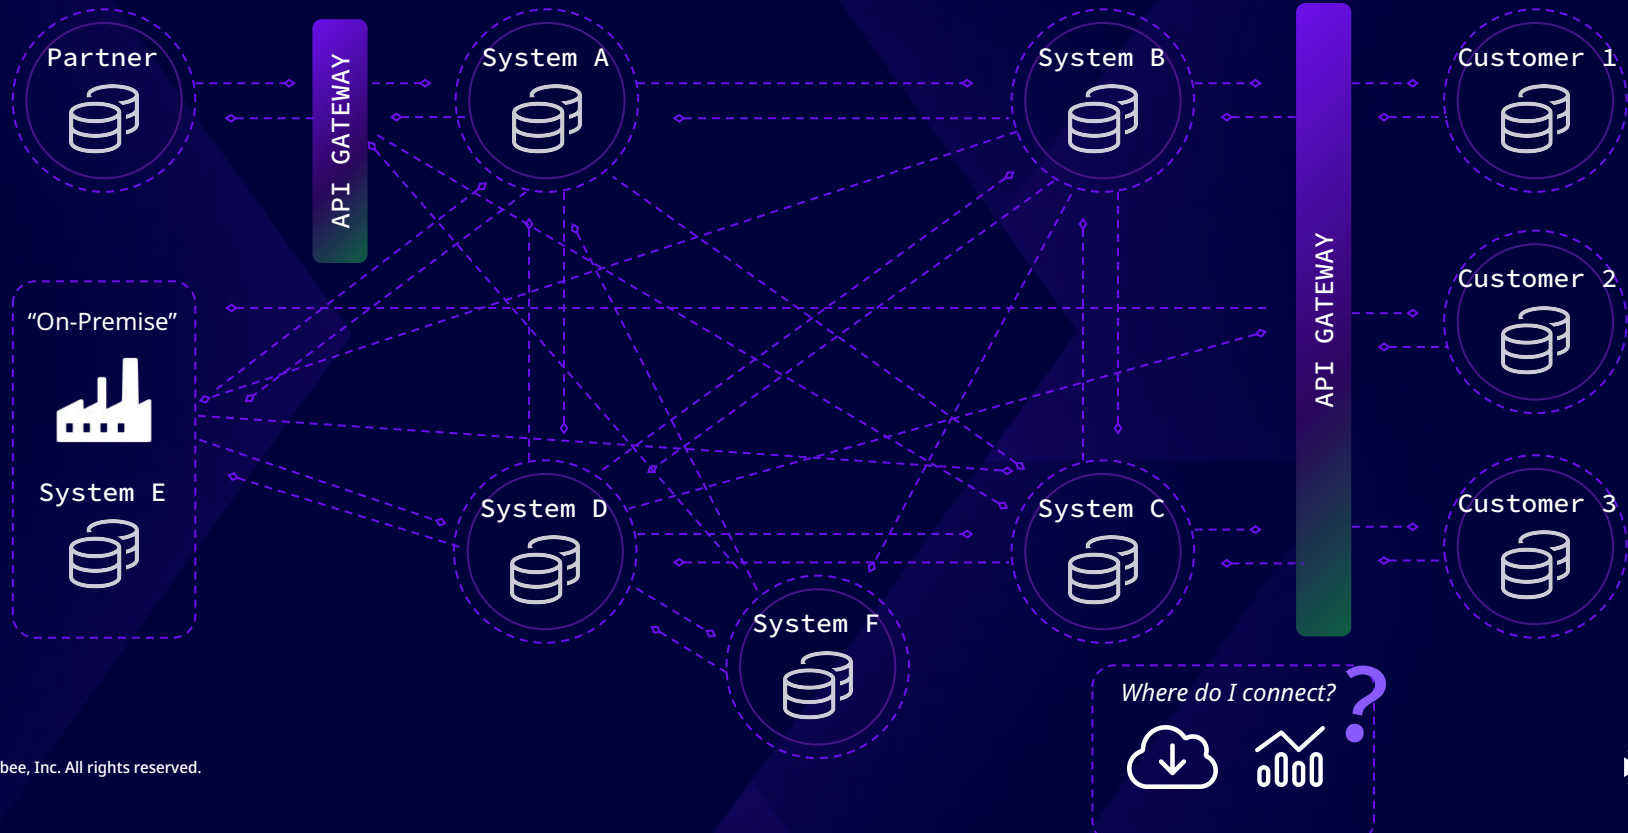 Partner
API GATEWAY
System A
System B
API GATEWAY
Customer 1
Customer 2
Customer 3
“On-Premise”
System E
System D
System C
System F
Where do I connect?
?
bee, Inc. All rights reserved.